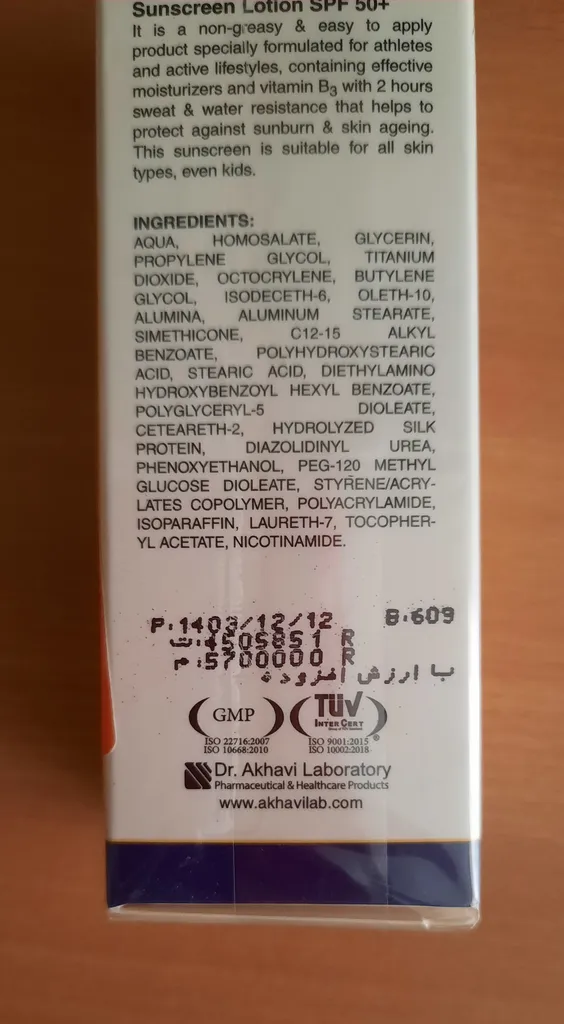 Sunscreen Lotion SPF 50+
It is a non-greasy & easy to apply
product specially formulated for athletes
and active lifestyles, containing effective
moisturizers and vitamin B₃ with 2 hours
sweat & water resistance that helps to
protect against sunburn & skin ageing.
This sunscreen is suitable for all skin
types, even kids.
INGREDIENTS:
AQUA, HOMOSALATE, GLYCERIN,
PROPYLENE GLYCOL, TITANIUM
DIOXIDE, OCTOCRYLENE, BUTYLENE
GLYCOL, ISODECETH-6, OLETH-10,
ALUMINA, ALUMINUM STEARATE,
SIMETHICONE, C12-15 ALKYL
BENZOATE, POLYHYDROXYSTEARIC
ACID, STEARIC ACID, DIETHYLAMINO
HYDROXYBENZOYL HEXYL BENZOATE,
POLYGLYCERYL-5 DIOLEATE,
CETEARETH-2, HYDROLYZED SILK
PROTEIN, DIAZOLIDINYL UREA,
PHENOXYETHANOL, PEG-120 METHYL
GLUCOSE DIOLEATE, STYRENE/ACRY-
LATES COPOLYMER, POLYACRYLAMIDE,
ISOPARAFFIN, LAURETH-7, TOCOPHER-
YL ACETATE, NICOTINAMIDE.
P:1403/12/12 B:609
ت:4505851 R
م:5700000 R
با ارزش افزوده
GMP
ISO 22716:2007
ISO 10668:2010
TÜV
INTER CERT
ISO 9001:2015
ISO 10002:2018
Dr. Akhavi Laboratory
Pharmaceutical & Healthcare Products
www.akhavilab.com